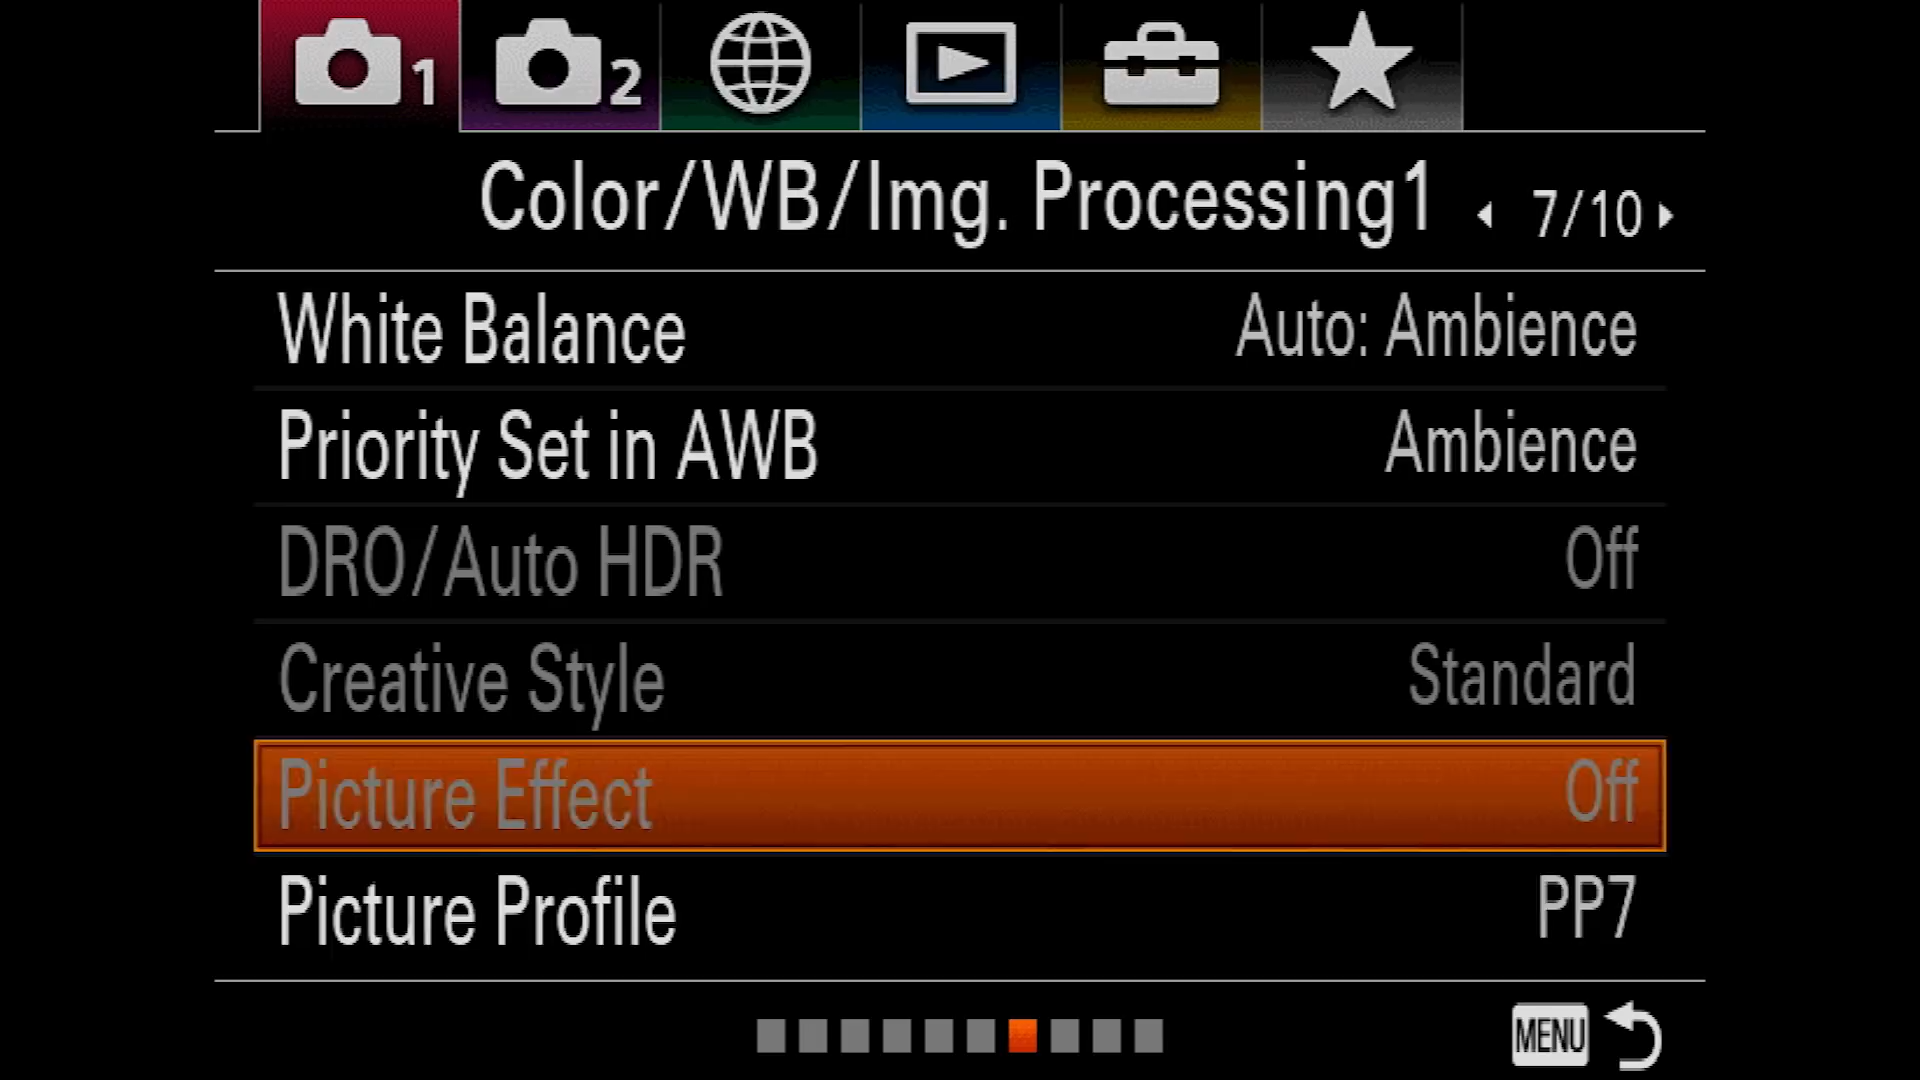 1
2
Color/WB/Img. Processing1 7/10
White Balance Auto: Ambience
Priority Set in AWB Ambience
DRO/Auto HDR Off
Creative Style Standard
Picture Effect Off
Picture Profile PP7
MENU